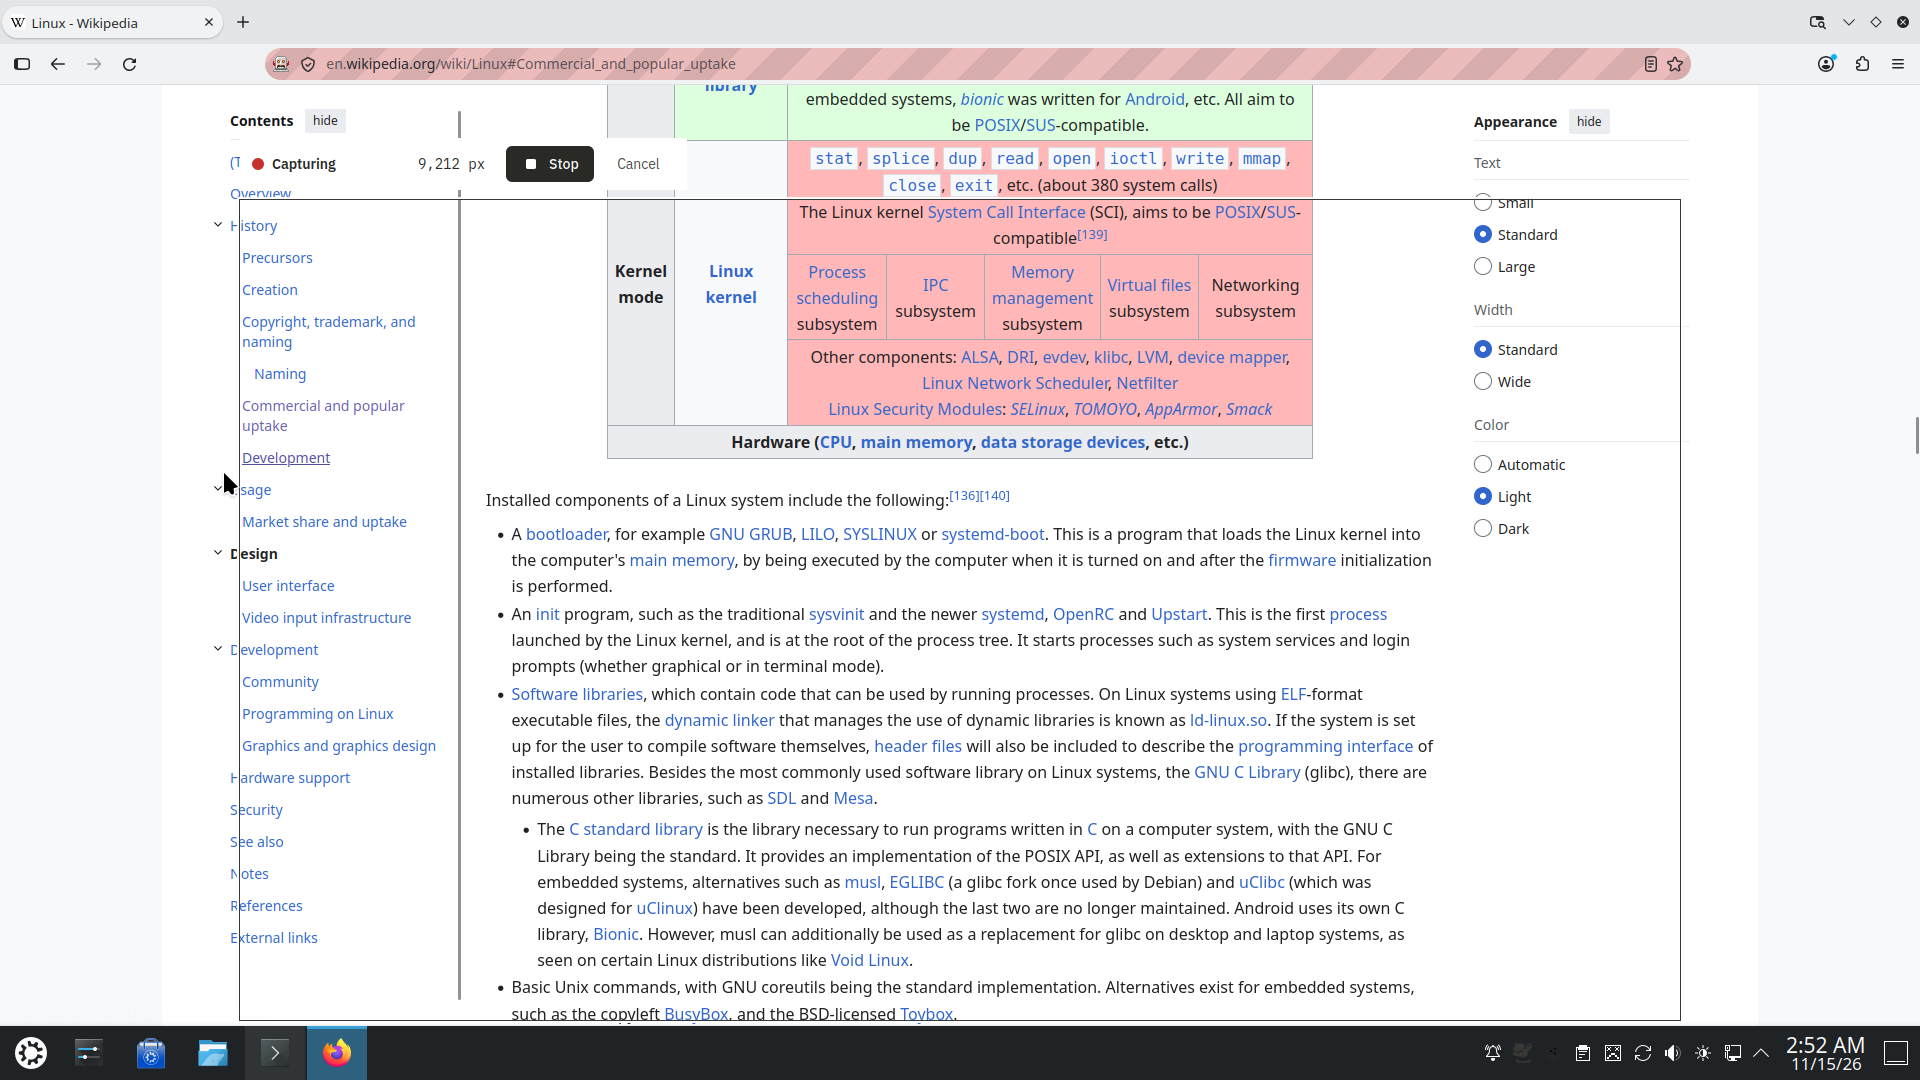 Linux - Wikipedia
en.wikipedia.org/wiki/Linux#Commercial_and_popular_uptake
Contents hide
(T
Capturing 9,212 px Stop Cancel
Overview
History
Precursors
Creation
Copyright, trademark, and
naming
Naming
Commercial and popular
uptake
Development
sage
Market share and uptake
Design
User interface
Video input infrastructure
Development
Community
Programming on Linux
Graphics and graphics design
Hardware support
Security
See also
Notes
References
External links
library
embedded systems, bionic was written for Android, etc. All aim to
be POSIX/SUS-compatible.
stat, splice, dup, read, open, ioctl, write, mmap,
close, exit, etc. (about 380 system calls)
The Linux kernel System Call Interface (SCI), aims to be POSIX/SUS-
compatible[139]
Kernel
mode
Linux
kernel
Process
scheduling
subsystem
IPC
subsystem
Memory
management
subsystem
Virtual files
subsystem
Networking
subsystem
Other components: ALSA, DRI, evdev, klibc, LVM, device mapper,
Linux Network Scheduler, Netfilter
Linux Security Modules: SELinux, TOMOYO, AppArmor, Smack
Hardware (CPU, main memory, data storage devices, etc.)
Installed components of a Linux system include the following:[136][140]
• A bootloader, for example GNU GRUB, LILO, SYSLINUX or systemd-boot. This is a program that loads the Linux kernel into
the computer's main memory, by being executed by the computer when it is turned on and after the firmware initialization
is performed.
• An init program, such as the traditional sysvinit and the newer systemd, OpenRC and Upstart. This is the first process
launched by the Linux kernel, and is at the root of the process tree. It starts processes such as system services and login
prompts (whether graphical or in terminal mode).
• Software libraries, which contain code that can be used by running processes. On Linux systems using ELF-format
executable files, the dynamic linker that manages the use of dynamic libraries is known as ld-linux.so. If the system is set
up for the user to compile software themselves, header files will also be included to describe the programming interface of
installed libraries. Besides the most commonly used software library on Linux systems, the GNU C Library (glibc), there are
numerous other libraries, such as SDL and Mesa.
• The C standard library is the library necessary to run programs written in C on a computer system, with the GNU C
Library being the standard. It provides an implementation of the POSIX API, as well as extensions to that API. For
embedded systems, alternatives such as musl, EGLIBC (a glibc fork once used by Debian) and uClibc (which was
designed for uClinux) have been developed, although the last two are no longer maintained. Android uses its own C
library, Bionic. However, musl can additionally be used as a replacement for glibc on desktop and laptop systems, as
seen on certain Linux distributions like Void Linux.
• Basic Unix commands, with GNU coreutils being the standard implementation. Alternatives exist for embedded systems,
such as the copyleft BusyBox, and the BSD-licensed Toybox.
Appearance hide
Text
Small
Standard
Large
Width
Standard
Wide
Color
Automatic
Light
Dark
2:52 AM
11/15/26